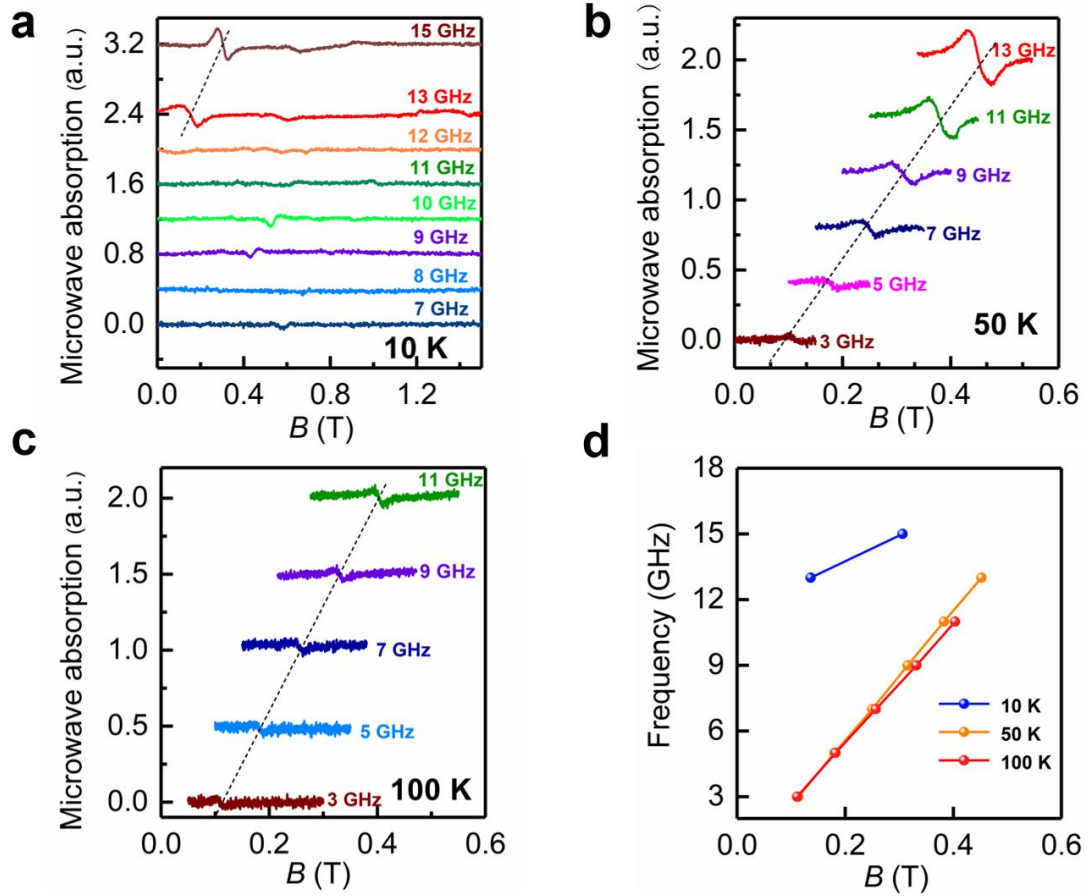 a
Microwave absorption (a.u.)
3.2
2.4
1.6
0.8
0.0
15 GHz
13 GHz
12 GHz
11 GHz
10 GHz
9 GHz
8 GHz
7 GHz
10 K
0.0 0.4 0.8 1.2
B (T)
b
Microwave absorption (a.u.)
2.0
1.5
1.0
0.5
0.0
13 GHz
11 GHz
9 GHz
7 GHz
5 GHz
3 GHz
50 K
0.0 0.2 0.4 0.6
B (T)
c
Microwave absorption (a.u.)
2.0
1.5
1.0
0.5
0.0
11 GHz
9 GHz
7 GHz
5 GHz
3 GHz
100 K
0.0 0.2 0.4 0.6
B (T)
d
Frequency (GHz)
18
15
12
9
6
3
10 K
50 K
100 K
0.0 0.2 0.4 0.6
B (T)